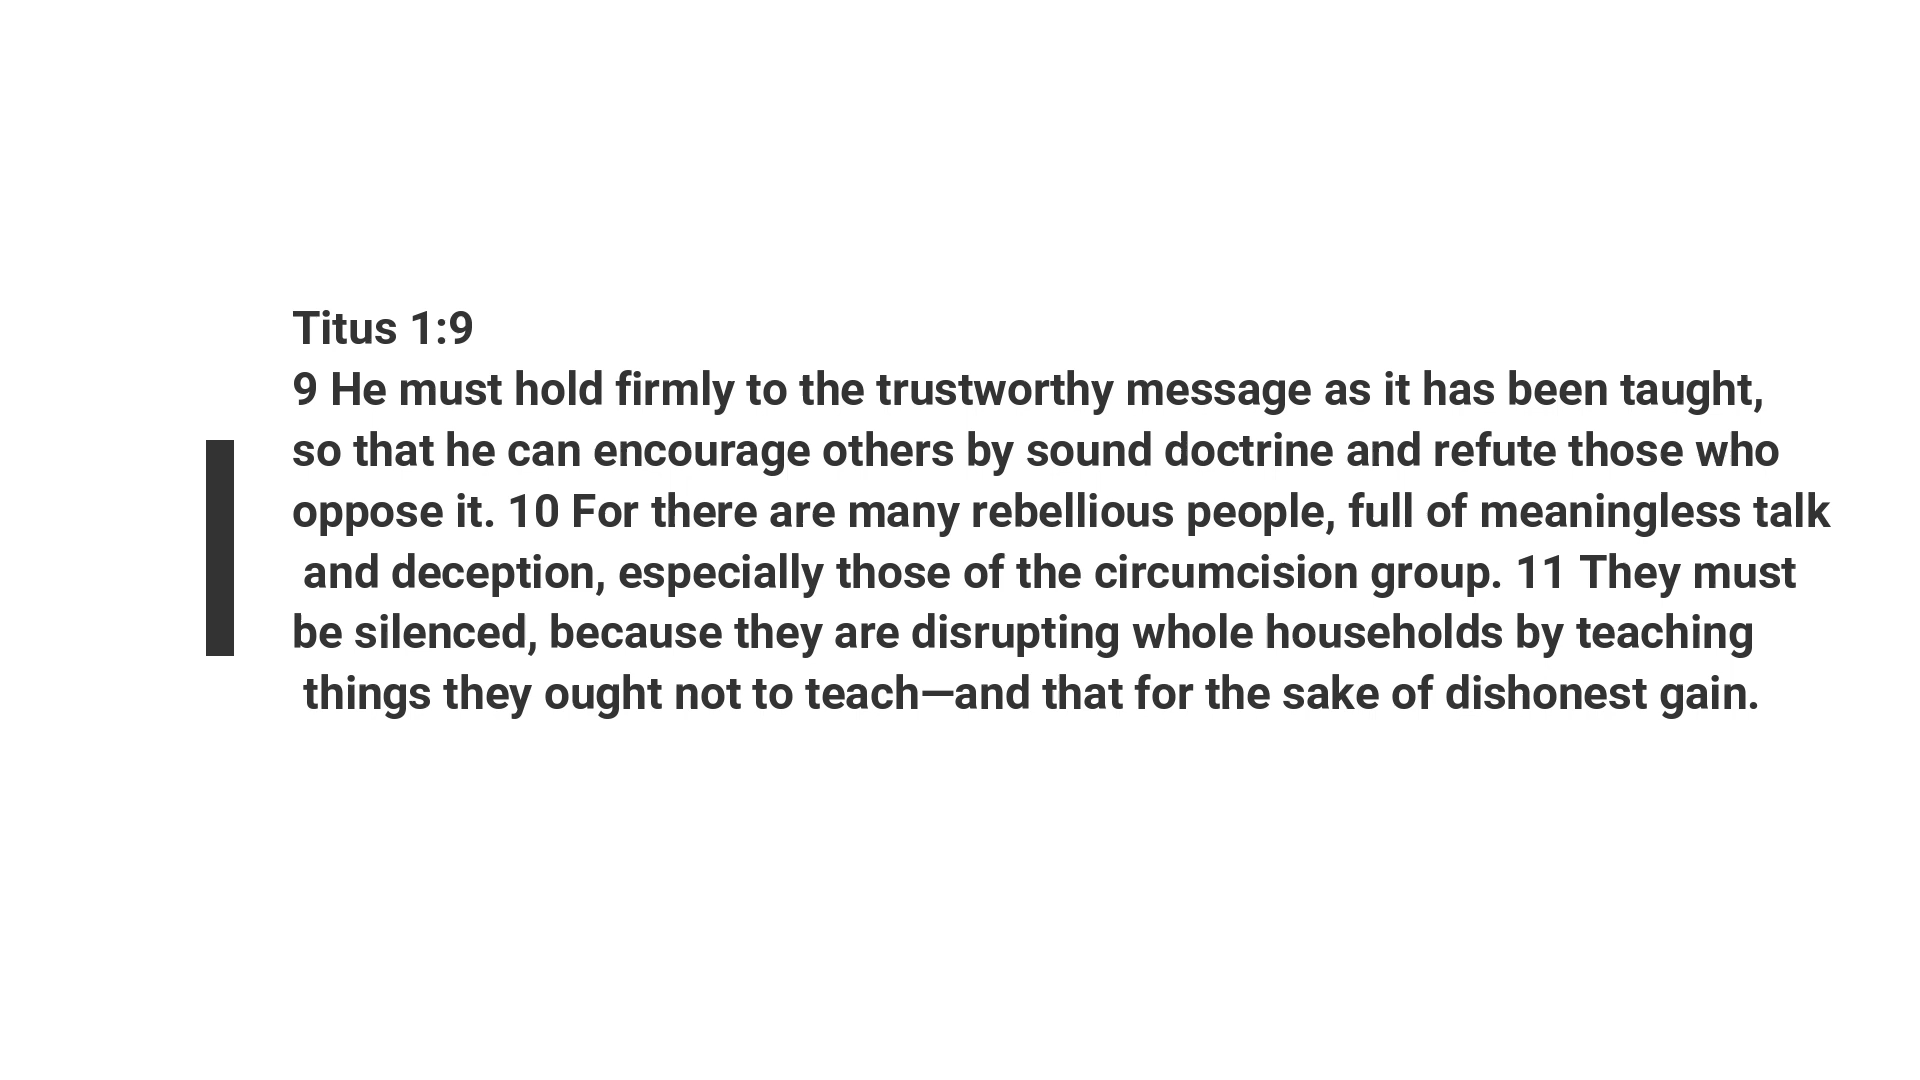 Titus 1:9
9 He must hold firmly to the trustworthy message as it has been taught,
so that he can encourage others by sound doctrine and refute those who
oppose it. 10 For there are many rebellious people, full of meaningless talk
and deception, especially those of the circumcision group. 11 They must
be silenced, because they are disrupting whole households by teaching
things they ought not to teach—and that for the sake of dishonest gain.